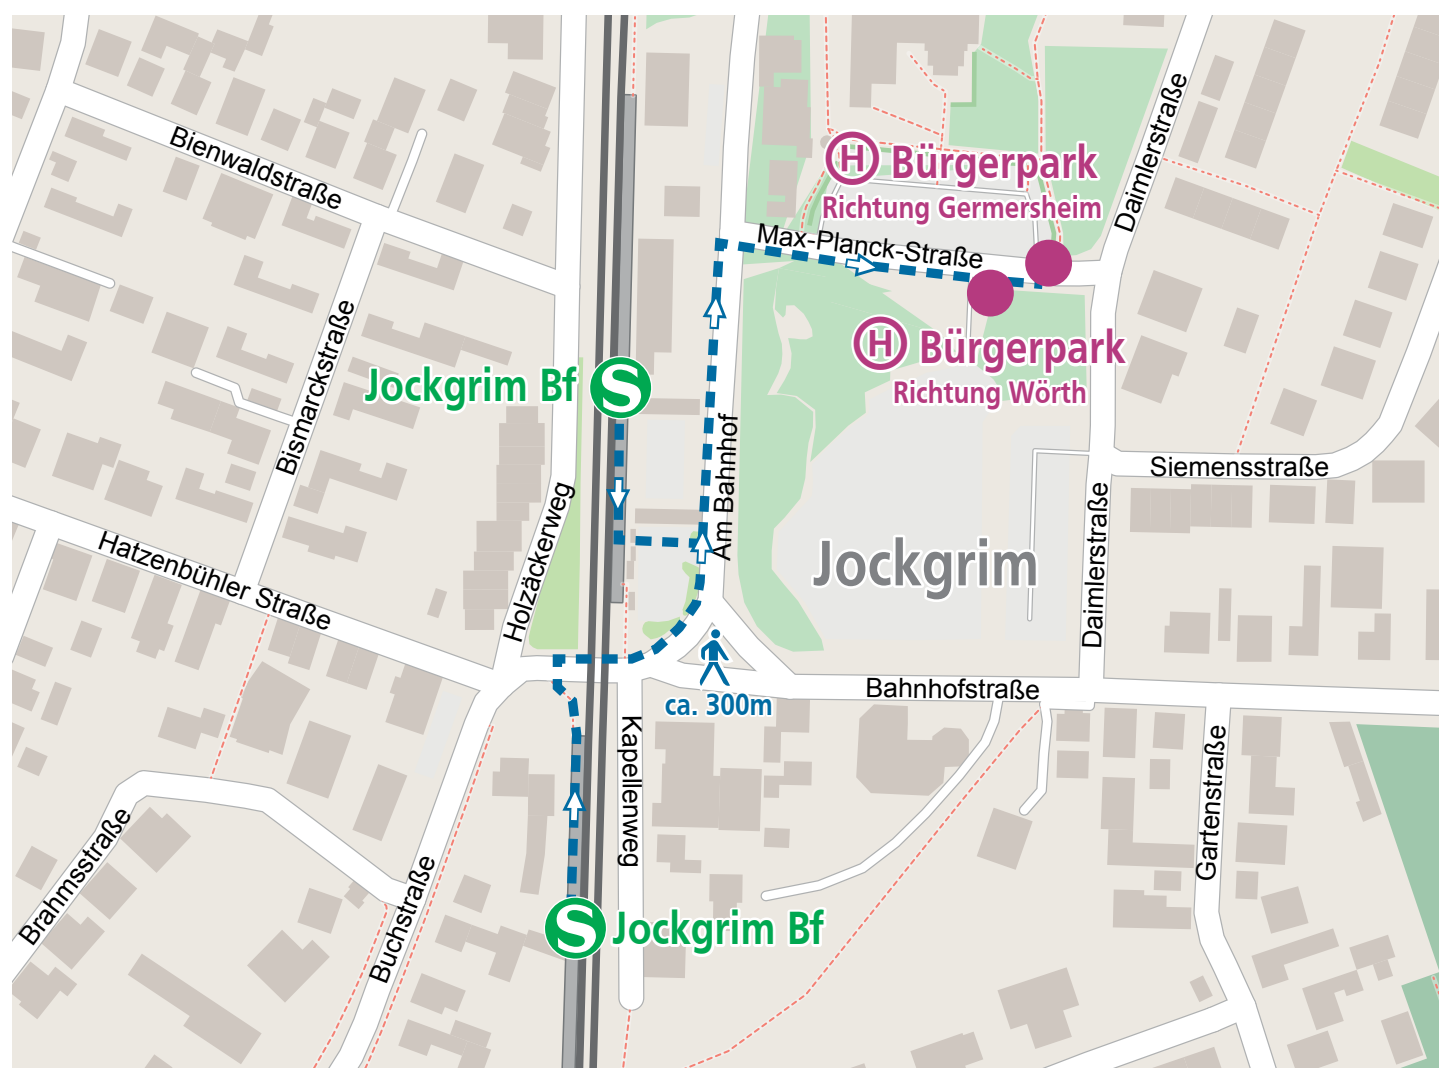 Bienwaldstraße
Daimlerstraße
H Bürgerpark
Richtung Germersheim
Max-Planck-Straße
H Bürgerpark
Richtung Wörth
Jockgrim Bf S
Bismarckstraße
Am Bahnhof
Siemensstraße
Holzäckerweg
Hatzenbühler Straße
Jockgrim
Daimlerstraße
Bahnhofstraße
ca. 300m
Kapellenweg
Gartenstraße
Brahmsstraße
Buchstraße
S Jockgrim Bf